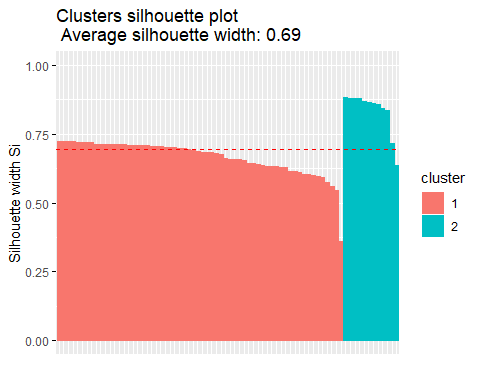 Clusters silhouette plot
Average silhouette width: 0.69
1.00
0.75
0.50
0.25
0.00
Silhouette width Si
cluster
1
2